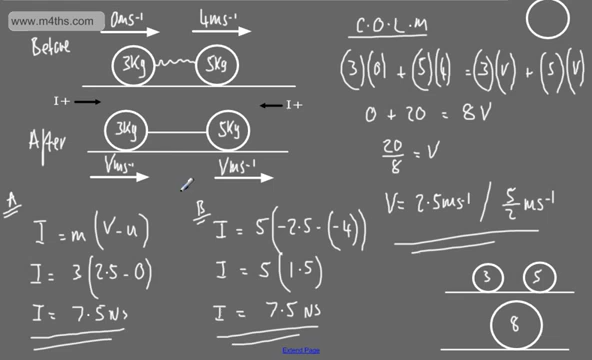 www.m4ths.com
Before
0ms⁻¹ 4ms⁻¹
3Kg 5Kg
I+ I+
After
3Kg 5Kg
Vms⁻¹ Vms⁻¹
C.O.L.M
(3)(0) + (5)(4) = (3)(V) + (5)(V)
0 + 20 = 8V
20/8 = V
V = 2.5ms⁻¹ / 5/2 ms⁻¹
A
I = m(V-u)
I = 3(2.5-0)
I = 7.5Ns
B
I = 5(-2.5-(-4))
I = 5(1.5)
I = 7.5Ns
3 5
8
Extend Page